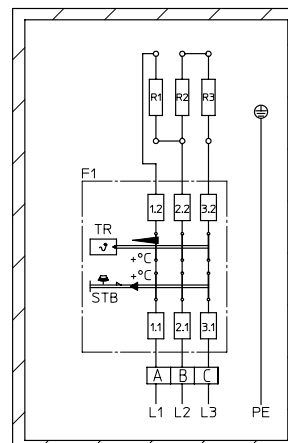 R1 R2 R3
F1
1.2 2.2 3.2
TR
ϑ
+°C
+°C
STB
1.1 2.1 3.1
A B C
L1 L2 L3 PE